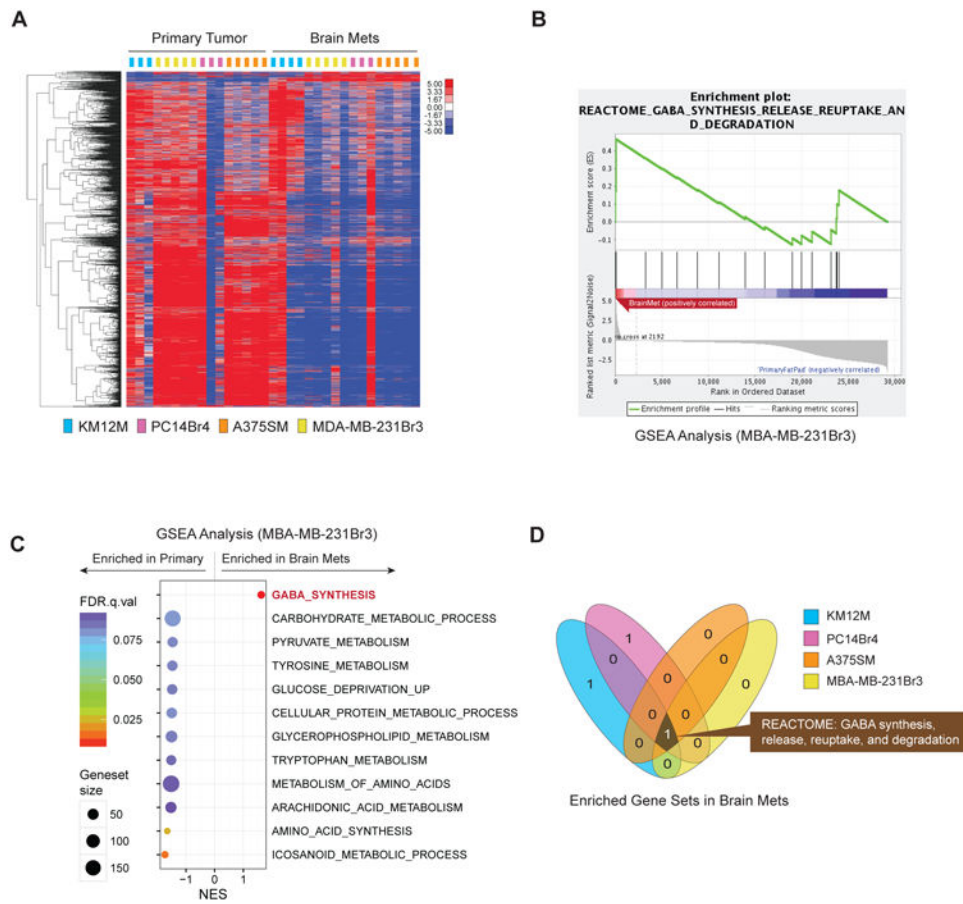 A
Primary Tumor
Brain Mets
5.00
3.33
1.67
0.00
-1.67
-3.33
-5.00
KM12M
PC14Br4
A375SM
MDA-MB-231Br3
B
Enrichment plot:
REACTOME_GABA_SYNTHESIS_RELEASE_REUPTAKE_AN
D_DEGRADATION
Enrichment score (ES)
0.4
0.3
0.2
0.1
0.0
-0.1
Ranked list metric (Signal2Noise)
5.0
2.5
0.0
-2.5
'BrainMet' (positively correlated)
cross at 2192
'PrimaryFatPad' (negatively correlated)
0
5,000
10,000
15,000
20,000
25,000
30,000
Rank in Ordered Dataset
Enrichment profile
Hits
Ranking metric scores
GSEA Analysis (MBA-MB-231Br3)
C
GSEA Analysis (MBA-MB-231Br3)
Enriched in Primary
Enriched in Brain Mets
FDR.q.val
0.075
0.025
Geneset
size
50
100
150
GABA_SYNTHESIS
CARBOHYDRATE_METABOLIC_PROCESS
PYRUVATE_METABOLISM
TYROSINE_METABOLISM
GLUCOSE_DEPRIVATION_UP
CELLULAR_PROTEIN_METABOLIC_PROCESS
GLYCEROPHOSPHOLIPID_METABOLISM
TRYPTOPHAN_METABOLISM
METABOLISM_OF_AMINO_ACIDS
ARACHIDONIC_ACID_METABOLISM
AMINO_ACID_SYNTHESIS
ICOSANOID_METABOLIC_PROCESS
−1
0
1
NES
D
1
0
0
1
0
0
0
0
0
1
0
0
0
KM12M
PC14Br4
A375SM
MBA-MB-231Br3
REACTOME: GABA synthesis,
release, reuptake, and degradation
Enriched Gene Sets in Brain Mets